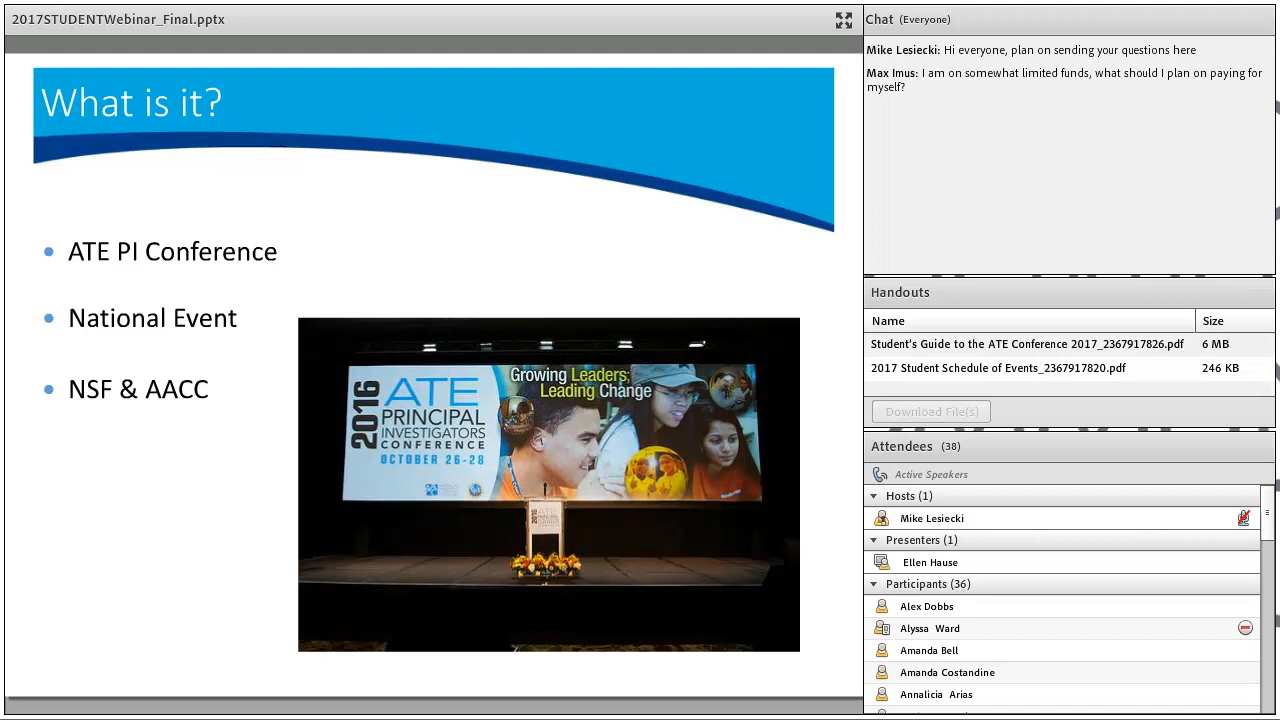 2017STUDENTWebinar_Final.pptx
What is it?
• ATE PI Conference
• National Event
• NSF & AACC
2016
ATE
PRINCIPAL
INVESTIGATORS
CONFERENCE
OCTOBER 26-28
Growing Leaders,
Leading Change
Chat (Everyone)
Mike Lesiecki: Hi everyone, plan on sending your questions here
Max Imus: I am on somewhat limited funds, what should I plan on paying for
myself?
Handouts
Name Size
Student's Guide to the ATE Conference 2017_2367917826.pdf 6 MB
2017 Student Schedule of Events_2367917820.pdf 246 KB
Download File(s)
Attendees (38)
Active Speakers
Hosts (1)
Mike Lesiecki
Presenters (1)
Ellen Hause
Participants (36)
Alex Dobbs
Alyssa Ward
Amanda Bell
Amanda Costandine
Annalicia Arias